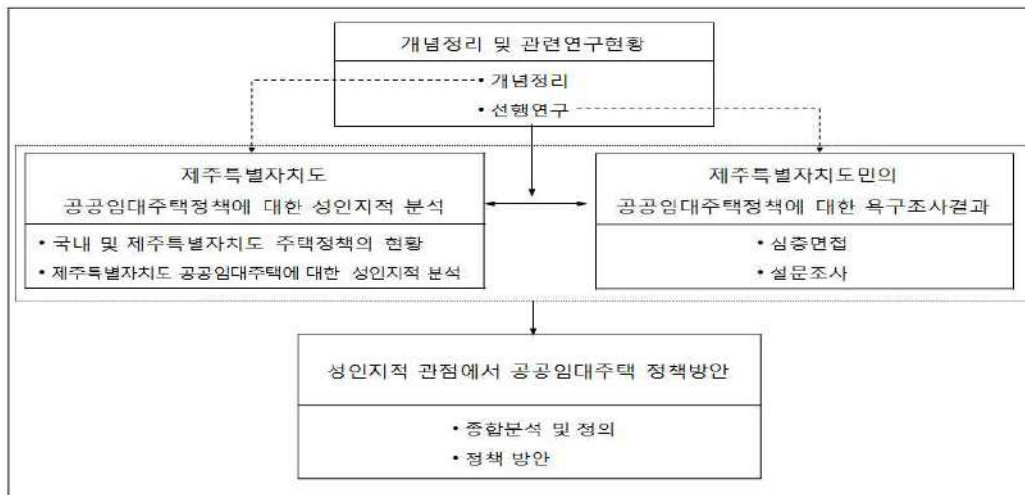 개념정리 및 관련연구현황
• 개념정리
• 선행연구
제주특별자치도
공공임대주택정책에 대한 성인지적 분석
• 국내 및 제주특별자치도 주택정책의 현황
• 제주특별자치도 공공임대주택에 대한 성인지적 분석
제주특별자치도민의
공공임대주택정책에 대한 욕구조사결과
• 심층면접
• 설문조사
성인지적 관점에서 공공임대주택 정책방안
• 종합분석 및 정의
• 정책 방안